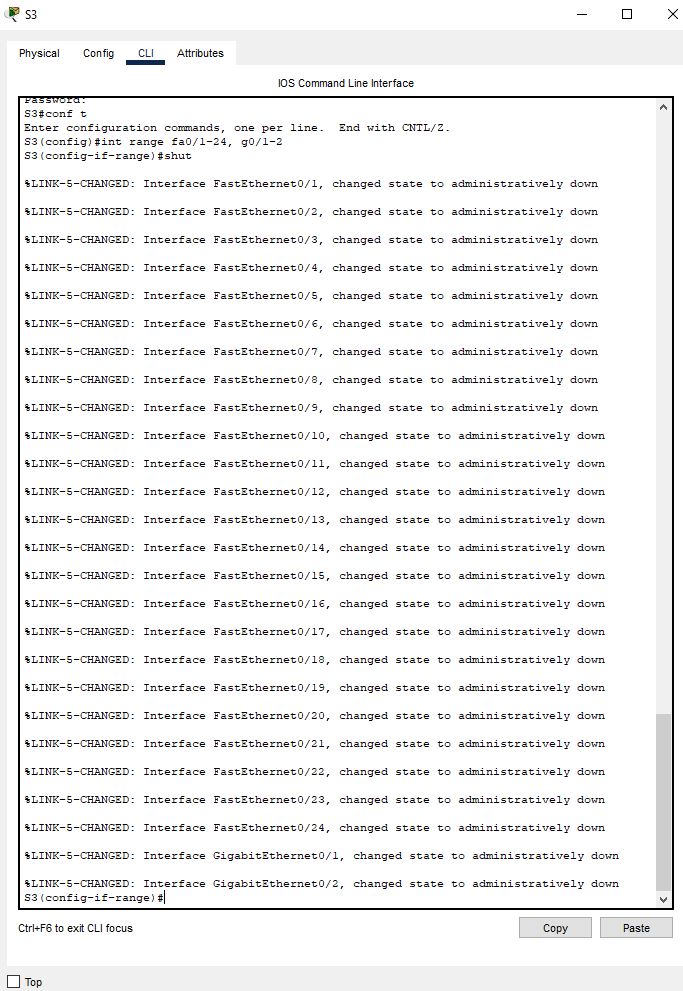 S3
Physical Config CLI Attributes
IOS Command Line Interface
Password:
S3#conf t
Enter configuration commands, one per line.  End with CNTL/Z.
S3(config)#int range fa0/1-24, g0/1-2
S3(config-if-range)#shut
%LINK-5-CHANGED: Interface FastEthernet0/1, changed state to administratively down
%LINK-5-CHANGED: Interface FastEthernet0/2, changed state to administratively down
%LINK-5-CHANGED: Interface FastEthernet0/3, changed state to administratively down
%LINK-5-CHANGED: Interface FastEthernet0/4, changed state to administratively down
%LINK-5-CHANGED: Interface FastEthernet0/5, changed state to administratively down
%LINK-5-CHANGED: Interface FastEthernet0/6, changed state to administratively down
%LINK-5-CHANGED: Interface FastEthernet0/7, changed state to administratively down
%LINK-5-CHANGED: Interface FastEthernet0/8, changed state to administratively down
%LINK-5-CHANGED: Interface FastEthernet0/9, changed state to administratively down
%LINK-5-CHANGED: Interface FastEthernet0/10, changed state to administratively down
%LINK-5-CHANGED: Interface FastEthernet0/11, changed state to administratively down
%LINK-5-CHANGED: Interface FastEthernet0/12, changed state to administratively down
%LINK-5-CHANGED: Interface FastEthernet0/13, changed state to administratively down
%LINK-5-CHANGED: Interface FastEthernet0/14, changed state to administratively down
%LINK-5-CHANGED: Interface FastEthernet0/15, changed state to administratively down
%LINK-5-CHANGED: Interface FastEthernet0/16, changed state to administratively down
%LINK-5-CHANGED: Interface FastEthernet0/17, changed state to administratively down
%LINK-5-CHANGED: Interface FastEthernet0/18, changed state to administratively down
%LINK-5-CHANGED: Interface FastEthernet0/19, changed state to administratively down
%LINK-5-CHANGED: Interface FastEthernet0/20, changed state to administratively down
%LINK-5-CHANGED: Interface FastEthernet0/21, changed state to administratively down
%LINK-5-CHANGED: Interface FastEthernet0/22, changed state to administratively down
%LINK-5-CHANGED: Interface FastEthernet0/23, changed state to administratively down
%LINK-5-CHANGED: Interface FastEthernet0/24, changed state to administratively down
%LINK-5-CHANGED: Interface GigabitEthernet0/1, changed state to administratively down
%LINK-5-CHANGED: Interface GigabitEthernet0/2, changed state to administratively down
S3(config-if-range)#
Ctrl+F6 to exit CLI focus Copy Paste
Top